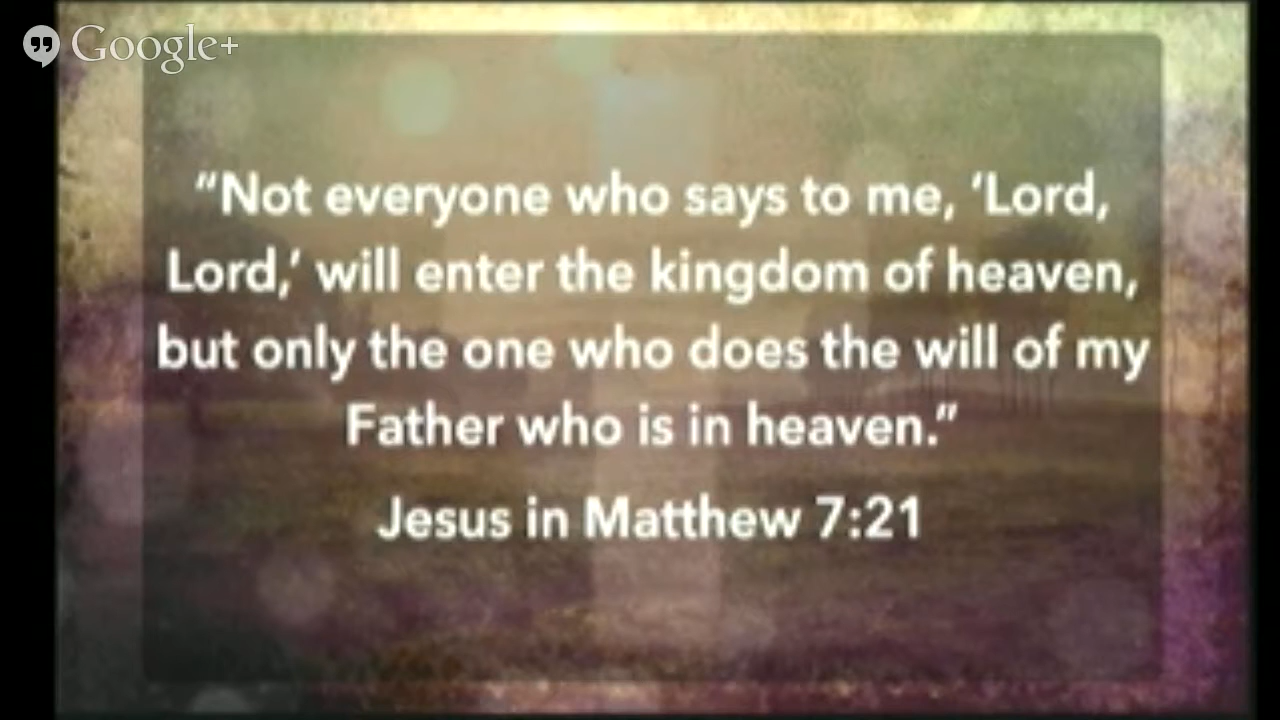 Google+
“Not everyone who says to me, ‘Lord,
Lord,’ will enter the kingdom of heaven,
but only the one who does the will of my
Father who is in heaven.”
Jesus in Matthew 7:21